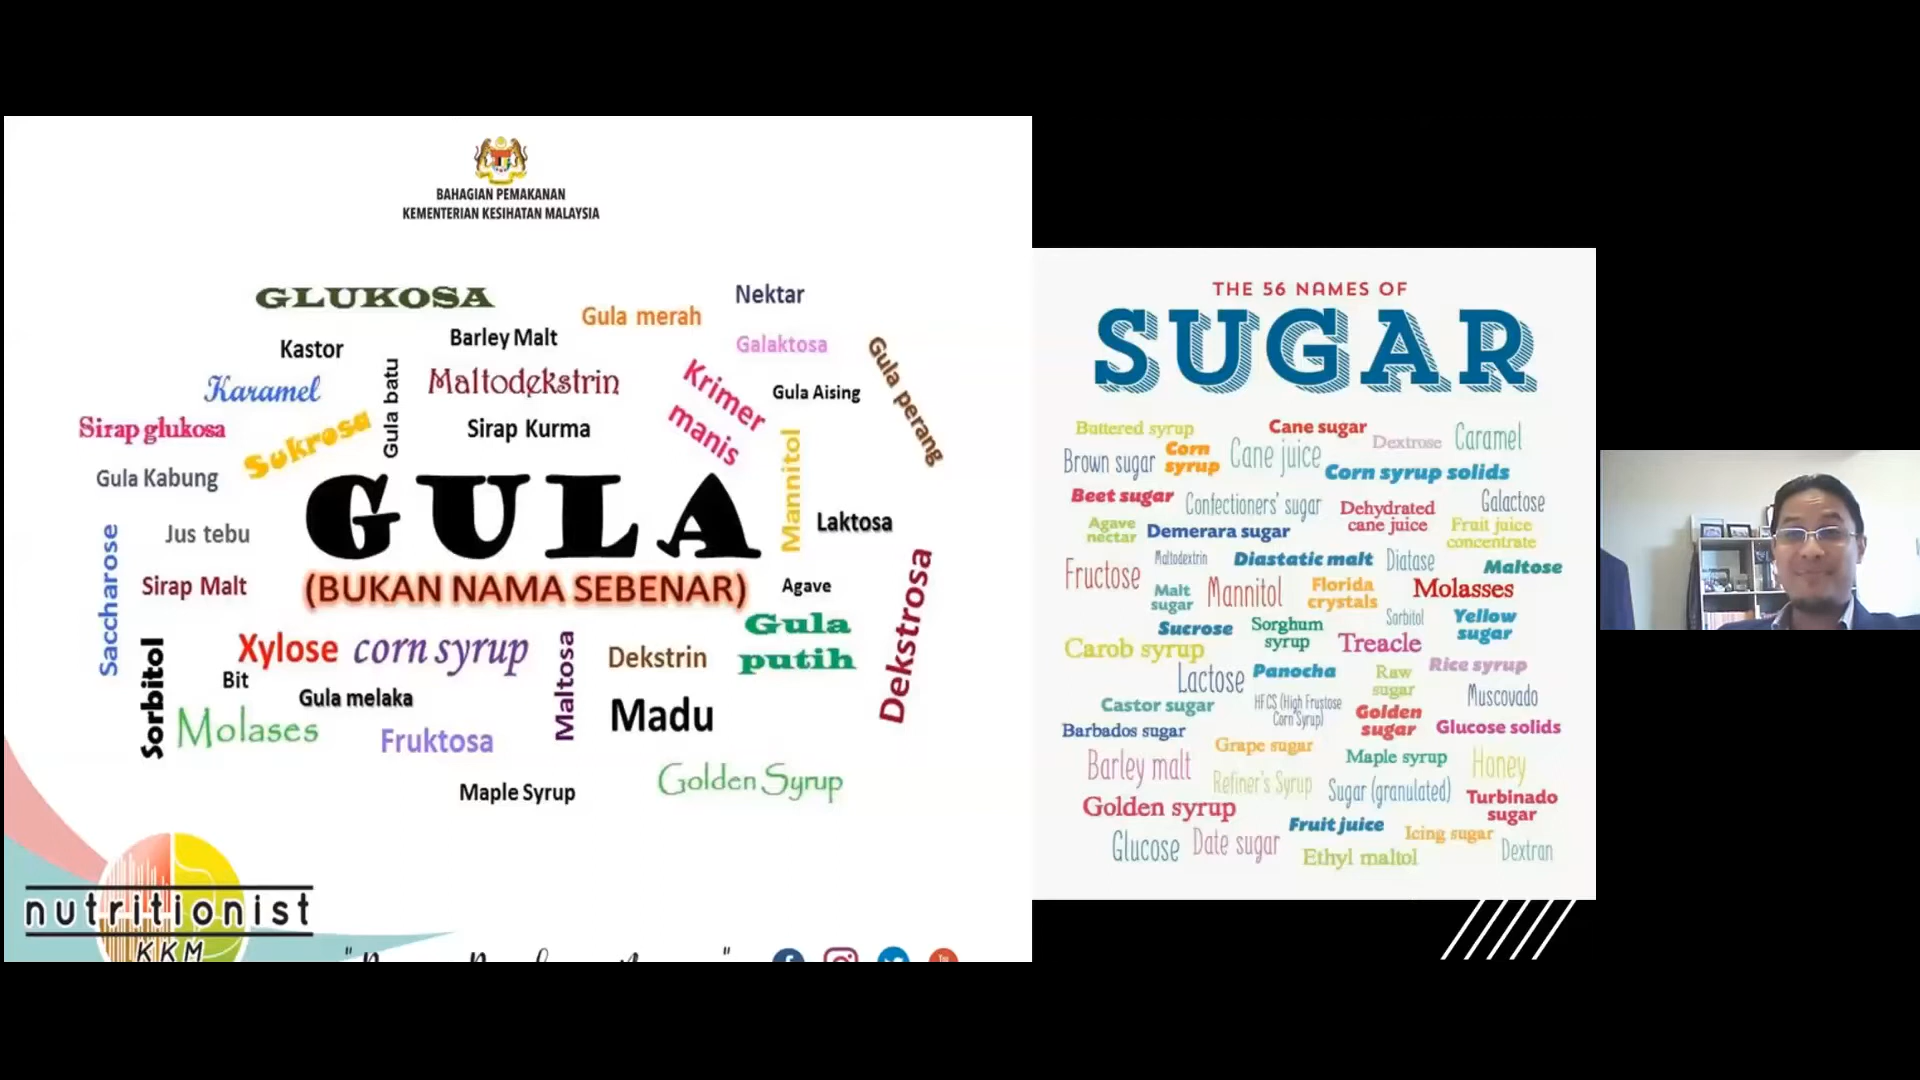 BAHAGIAN PEMAKANAN
KEMENTERIAN KESIHATAN MALAYSIA
GLUKOSA
Nektar
Gula merah
Kastor
Barley Malt
Galaktosa
Gula perang
Karamel
Gula batu
Maltodekstrin
Krimer
manis
Gula Aising
Sirap glukosa
Sukrosa
Sirap Kurma
Mannitol
Gula Kabung
GULA
(BUKAN NAMA SEBENAR)
Laktosa
Jus tebu
Saccharose
Sirap Malt
Agave
Dekstrosa
Gula
putih
Sorbitol
Xylose
corn syrup
Maltosa
Dekstrin
Bit
Gula melaka
Madu
Molases
Fruktosa
Maple Syrup
Golden Syrup
nutritionist
KKM
THE 56 NAMES OF
SUGAR
Buttered syrup
Cane sugar
Dextrose
Caramel
Brown sugar
Corn
syrup
Cane juice
Corn syrup solids
Beet sugar
Confectioners' sugar
Dehydrated
cane juice
Galactose
Agave
nectar
Demerara sugar
Fruit juice
concentrate
Fructose
Maltodextrin
Diastatic malt
Diatase
Maltose
Malt
sugar
Mannitol
Florida
crystals
Molasses
Sucrose
Sorghum
syrup
Sorbitol
Yellow
sugar
Carob syrup
Treacle
Lactose
Panocha
Raw
sugar
Rice syrup
Castor sugar
HFCS (High Frustose
Corn Syrup)
Golden
sugar
Muscovado
Barbados sugar
Grape sugar
Glucose solids
Barley malt
Refiner's Syrup
Maple syrup
Honey
Sugar (granulated)
Turbinado
sugar
Golden syrup
Fruit juice
Icing sugar
Glucose
Date sugar
Ethyl maltol
Dextran